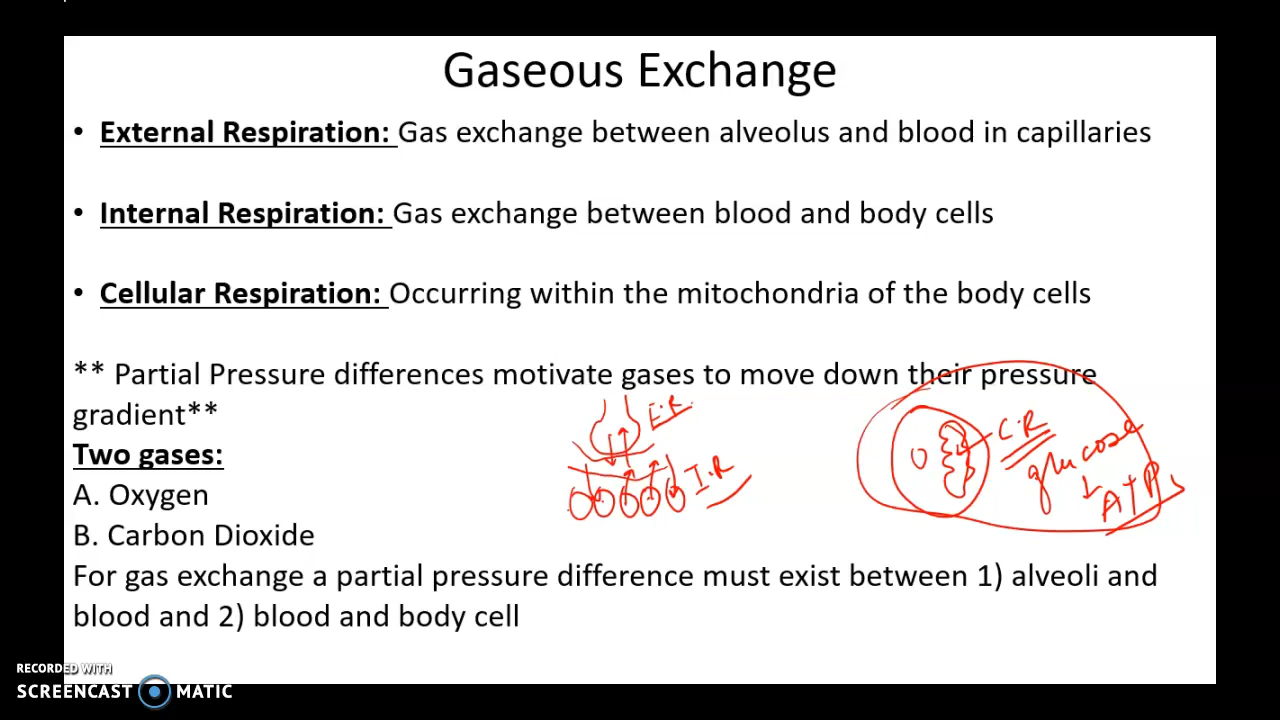 Gaseous Exchange
• External Respiration: Gas exchange between alveolus and blood in capillaries
• Internal Respiration: Gas exchange between blood and body cells
• Cellular Respiration: Occurring within the mitochondria of the body cells
** Partial Pressure differences motivate gases to move down their pressure
gradient**
E.R.
C.R
glucose
Two gases:
I.R
ATP
A. Oxygen
B. Carbon Dioxide
For gas exchange a partial pressure difference must exist between 1) alveoli and
blood and 2) blood and body cell
RECORDED WITH
SCREENCAST MATIC